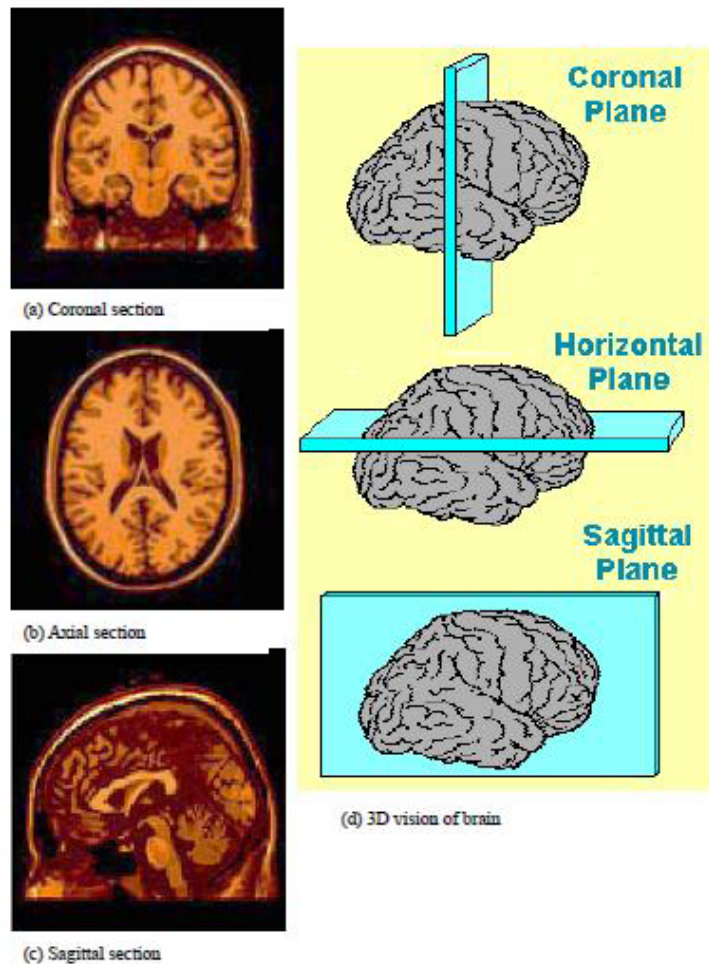 Coronal
Plane
(a) Coronal section
Horizontal
Plane
(b) Axial section
Sagittal
Plane
(d) 3D vision of brain
(c) Sagittal section